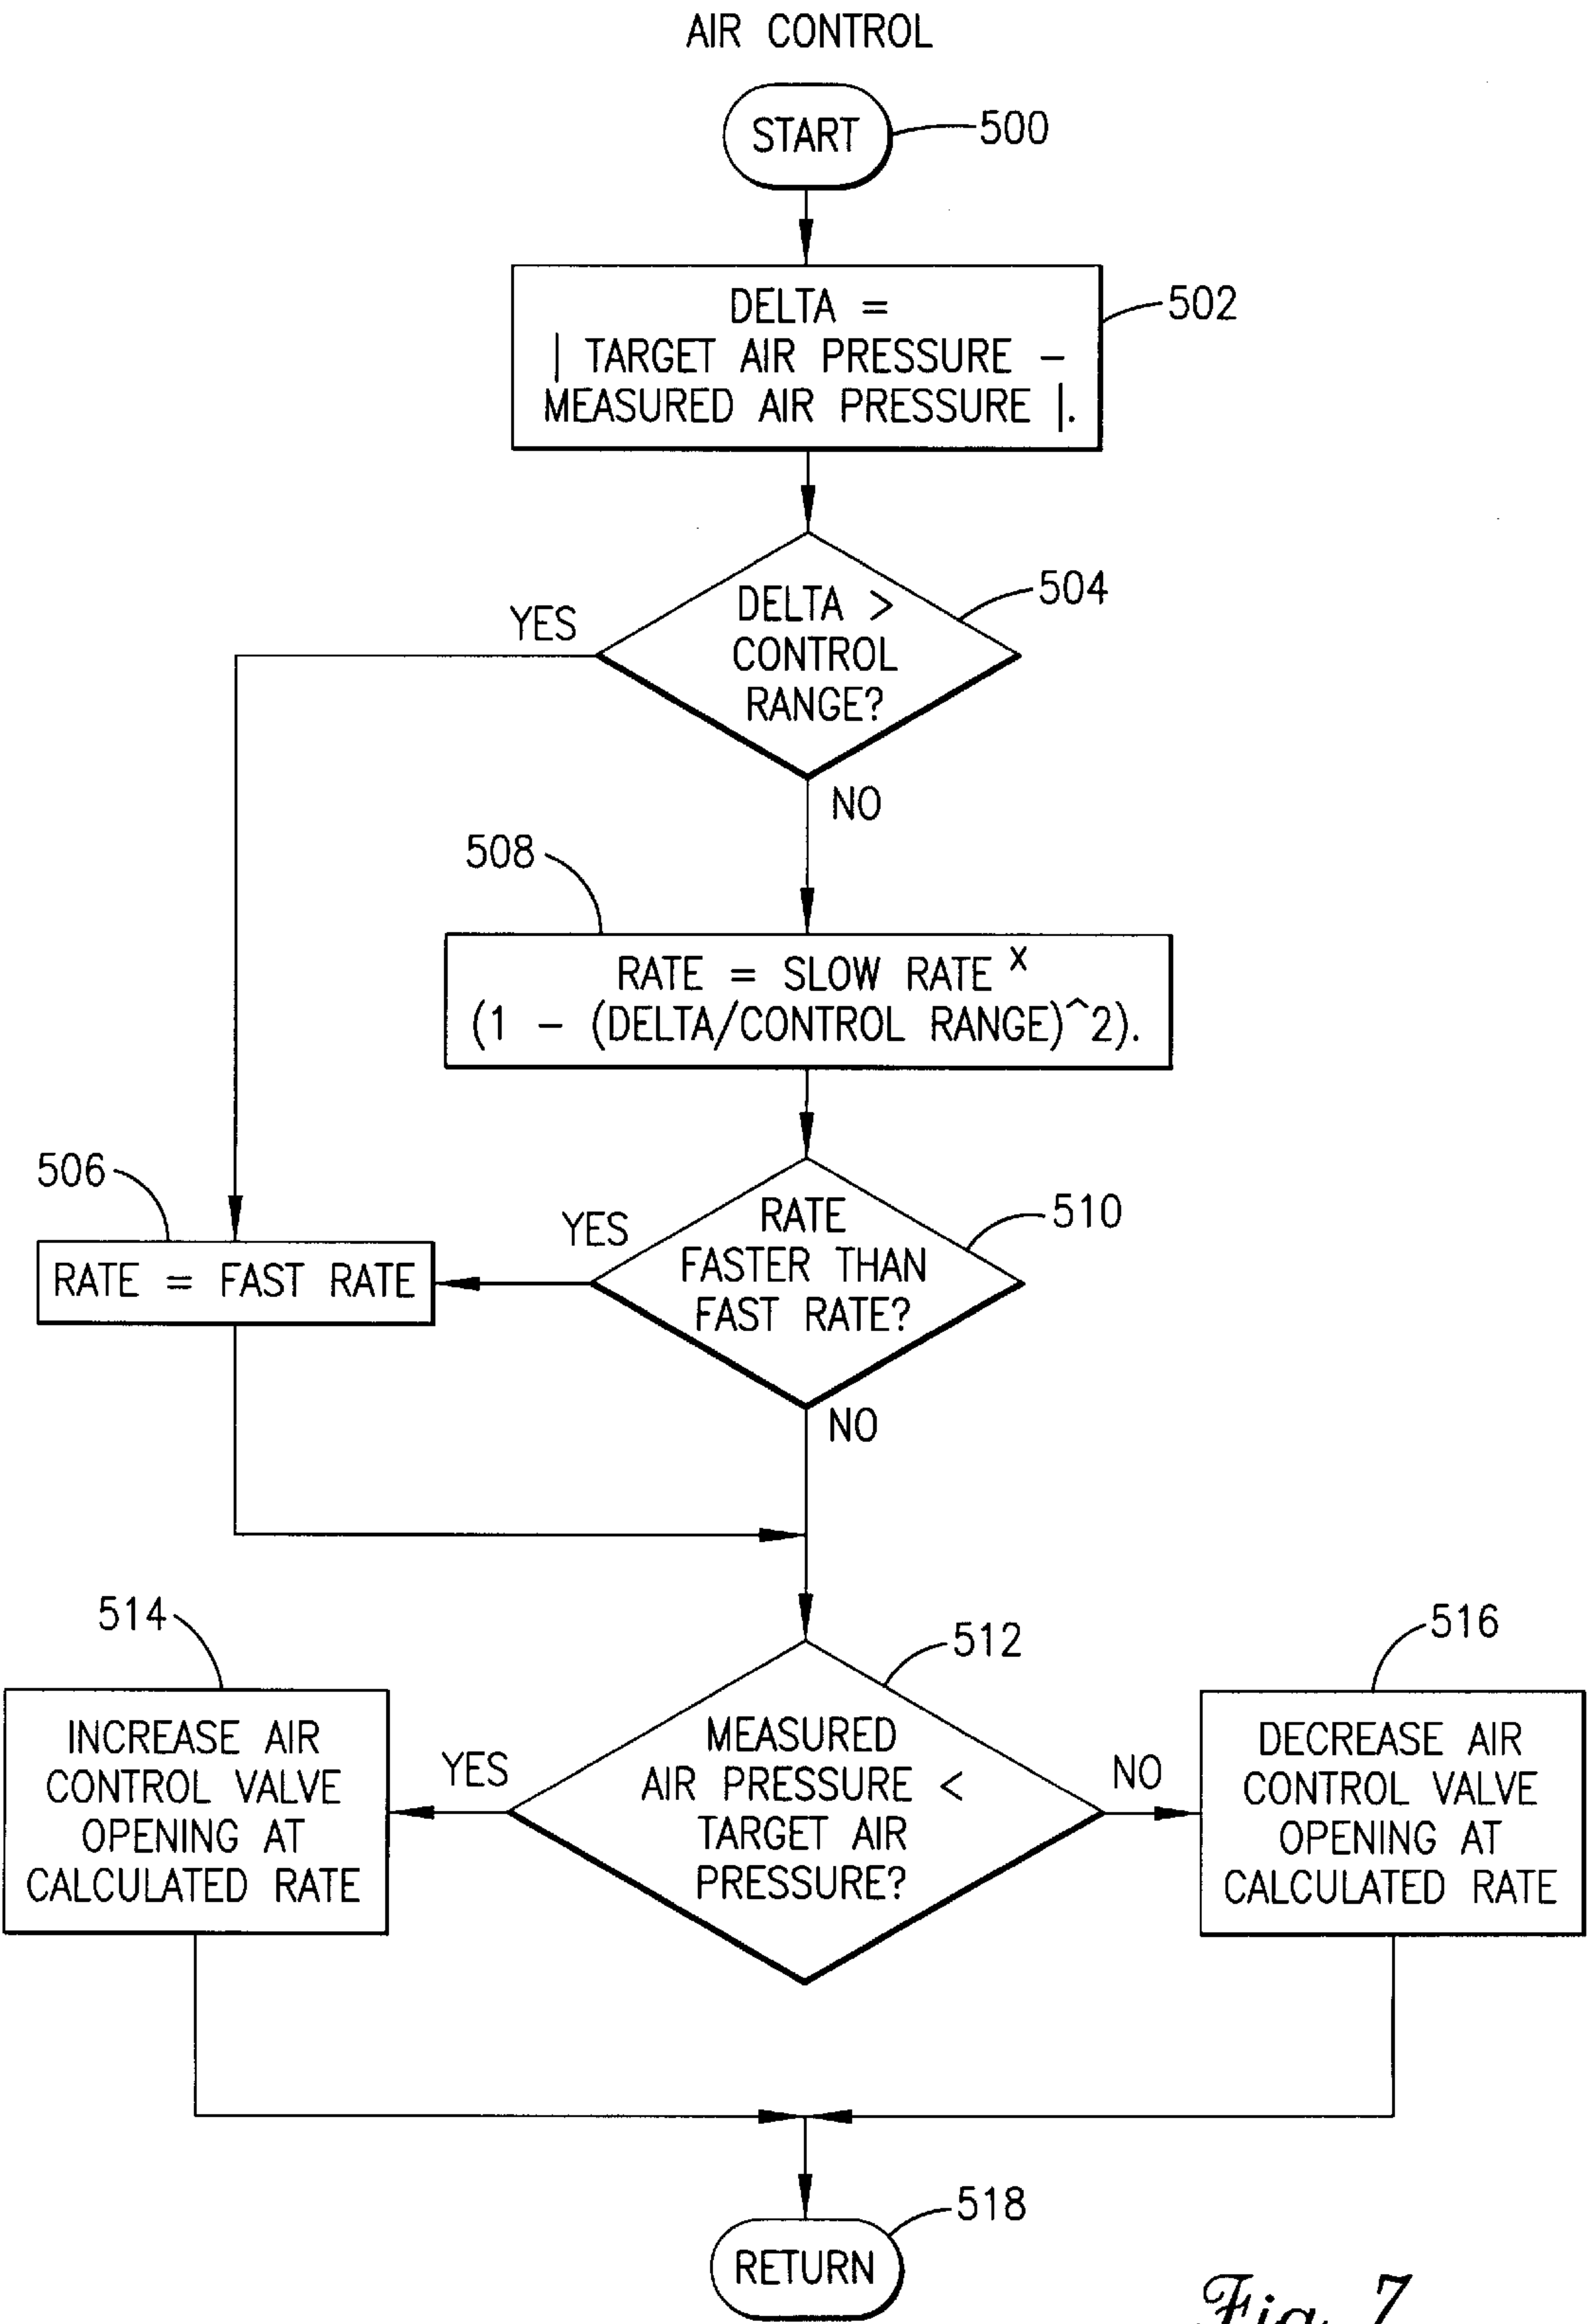 AIR CONTROL
START
500
DELTA =
| TARGET AIR PRESSURE –
MEASURED AIR PRESSURE |.
502
DELTA >
CONTROL
RANGE?
504
YES
NO
508
RATE = SLOW RATE x
(1 – (DELTA/CONTROL RANGE)^2).
506
RATE = FAST RATE
YES
RATE
FASTER THAN
FAST RATE?
510
NO
514
INCREASE AIR
CONTROL VALVE
OPENING AT
CALCULATED RATE
YES
512
MEASURED
AIR PRESSURE <
TARGET AIR
PRESSURE?
NO
516
DECREASE AIR
CONTROL VALVE
OPENING AT
CALCULATED RATE
518
RETURN
Fig. 7